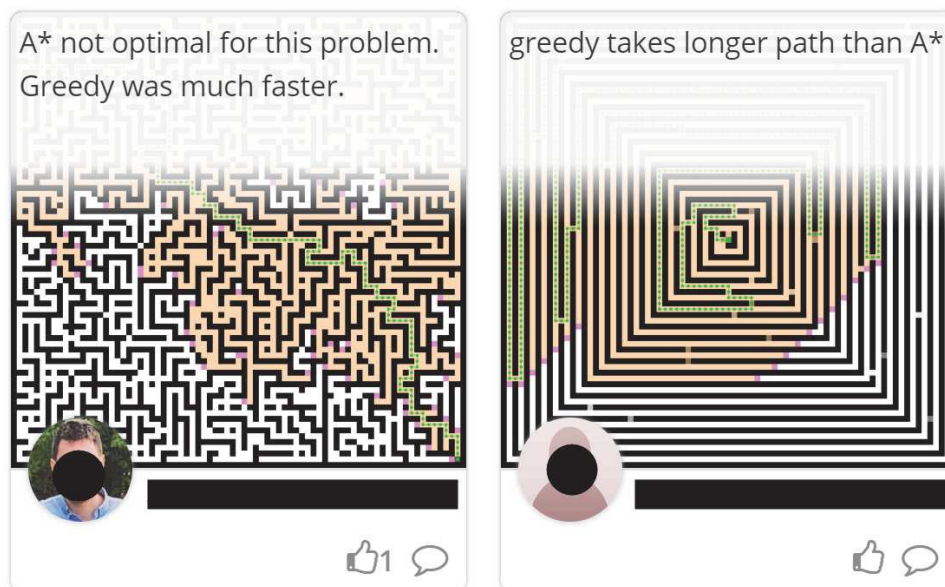 A* not optimal for this problem.
Greedy was much faster.
greedy takes longer path than A*
1